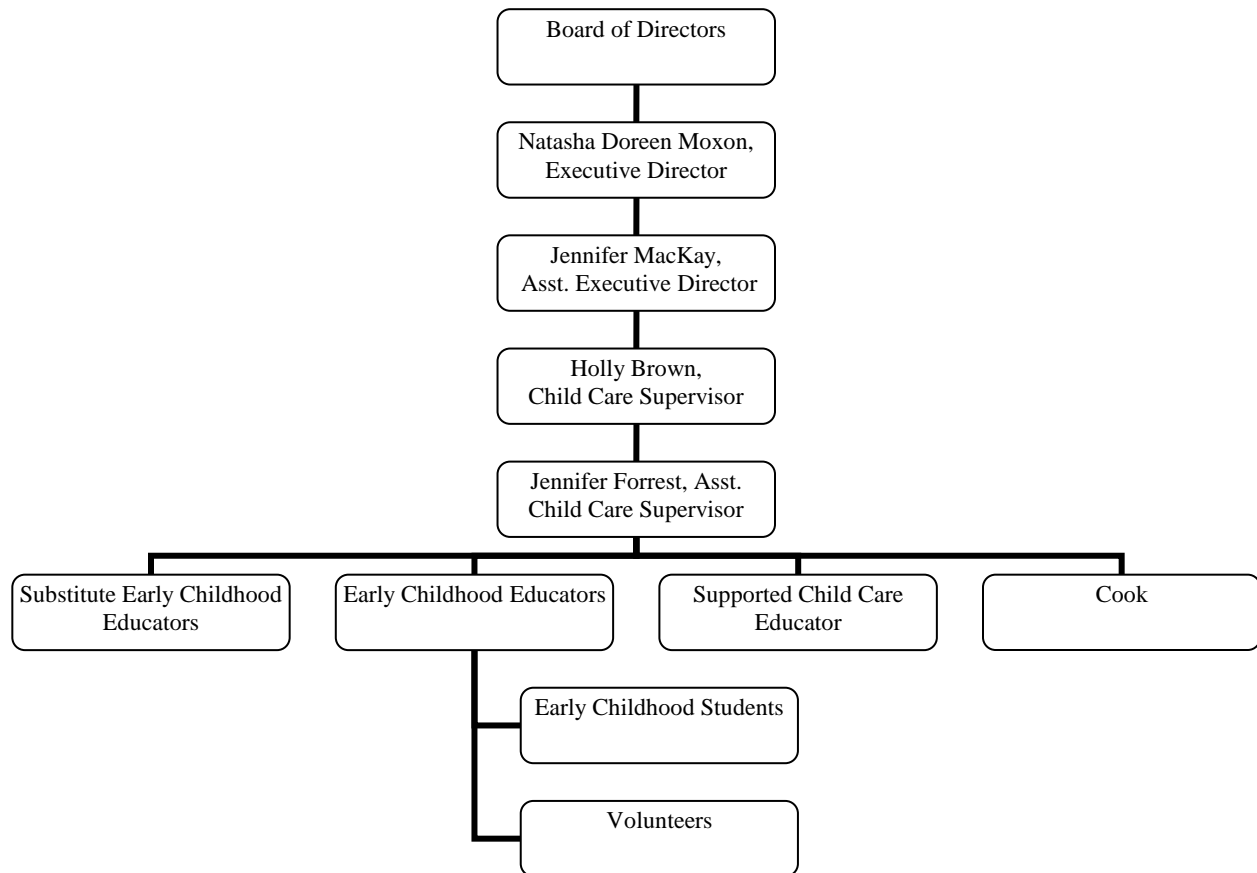 Board of Directors
Natasha Doreen Moxon,
Executive Director
Jennifer MacKay,
Asst. Executive Director
Holly Brown,
Child Care Supervisor
Jennifer Forrest, Asst.
Child Care Supervisor
Substitute Early Childhood
Educators
Early Childhood Educators
Supported Child Care
Educator
Cook
Early Childhood Students
Volunteers